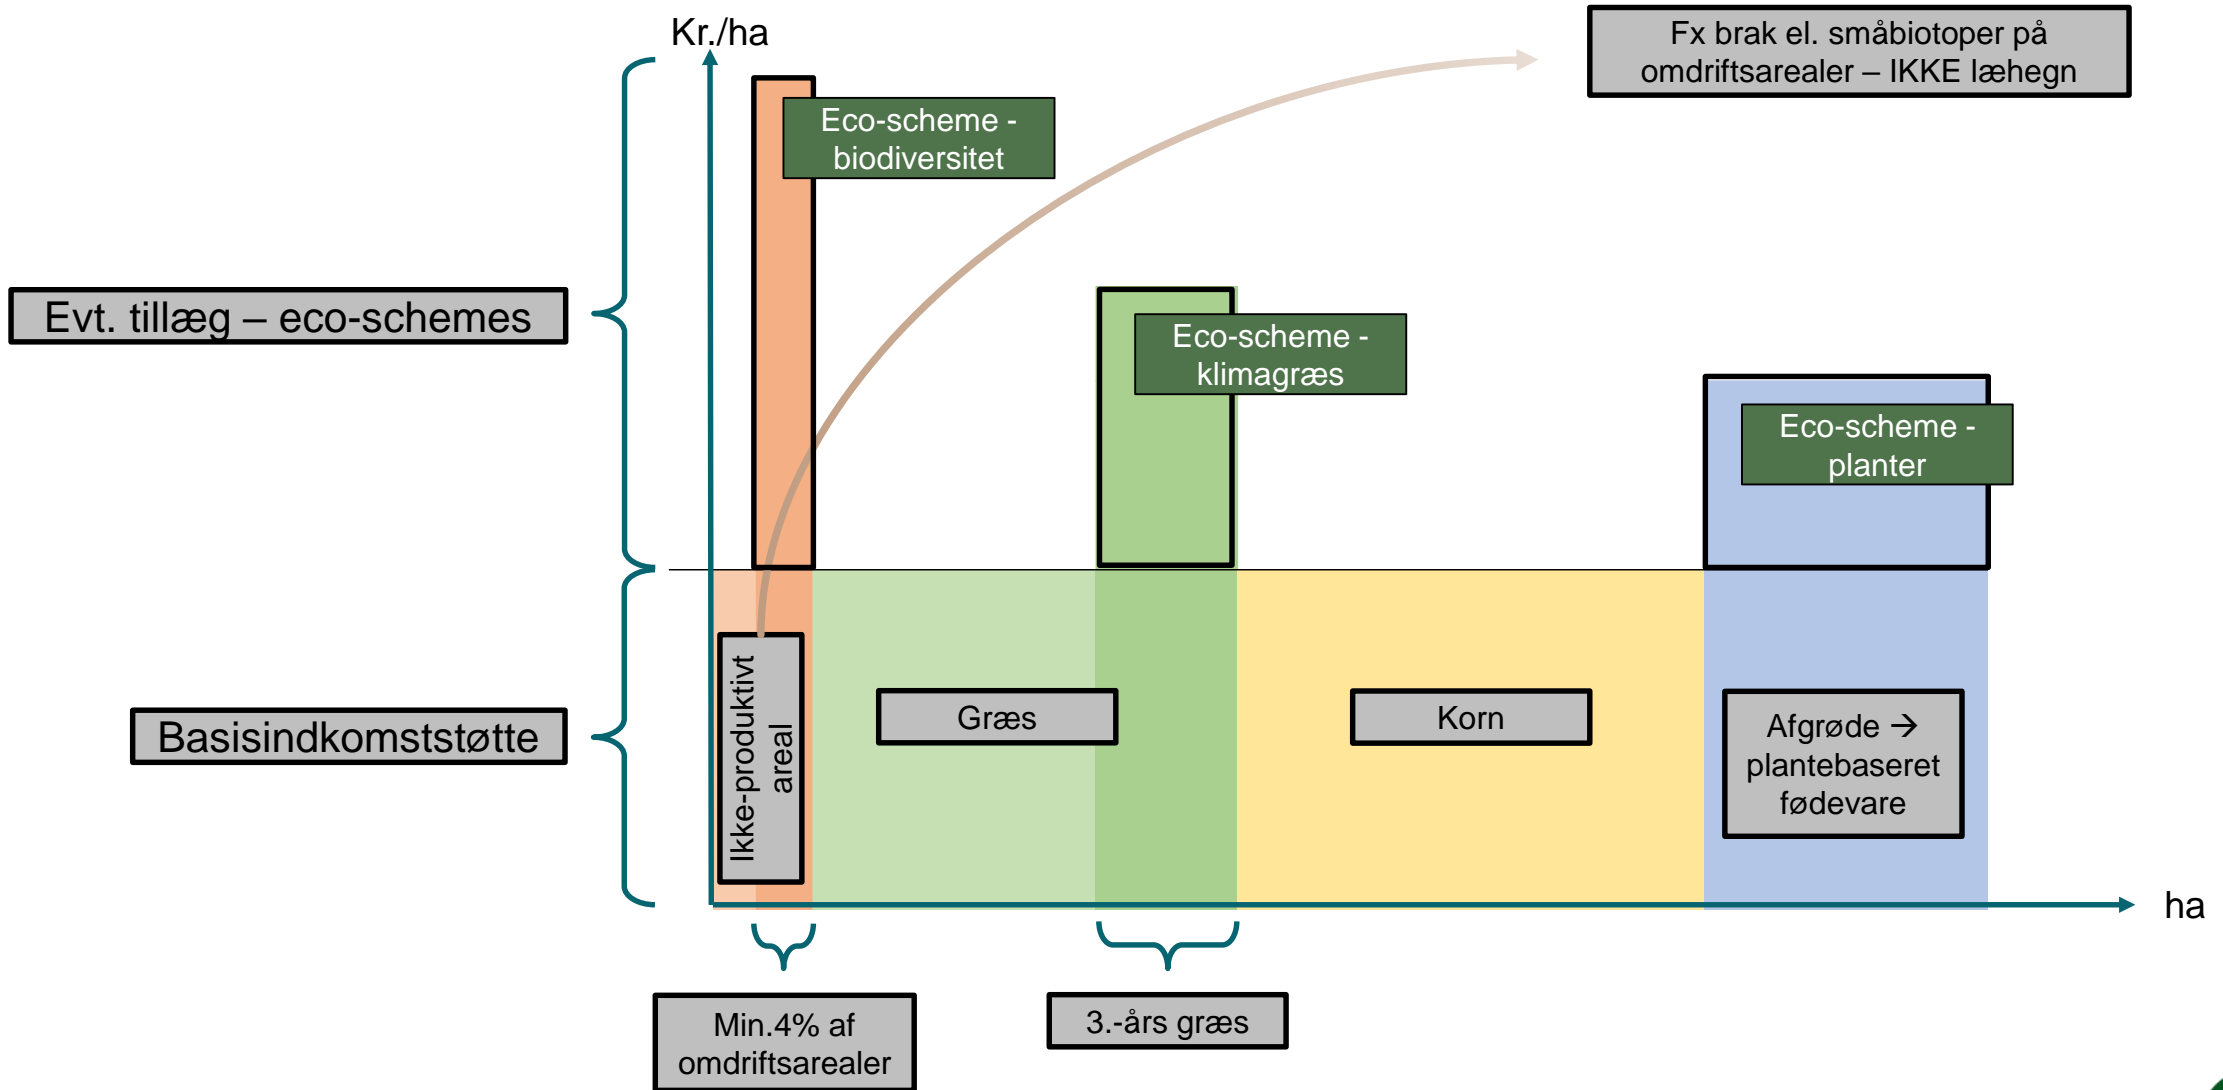 Kr./ha
Fx brak el. småbiotoper på
omdriftsarealer – IKKE læhegn
Eco-scheme -
biodiversitet
Evt. tillæg – eco-schemes
Eco-scheme -
klimagræs
Eco-scheme -
planter
Basisindkomststøtte
Ikke-produktivt
areal
Græs
Korn
Afgrøde →
plantebaseret
fødevare
ha
Min.4% af
omdriftsarealer
3.-års græs